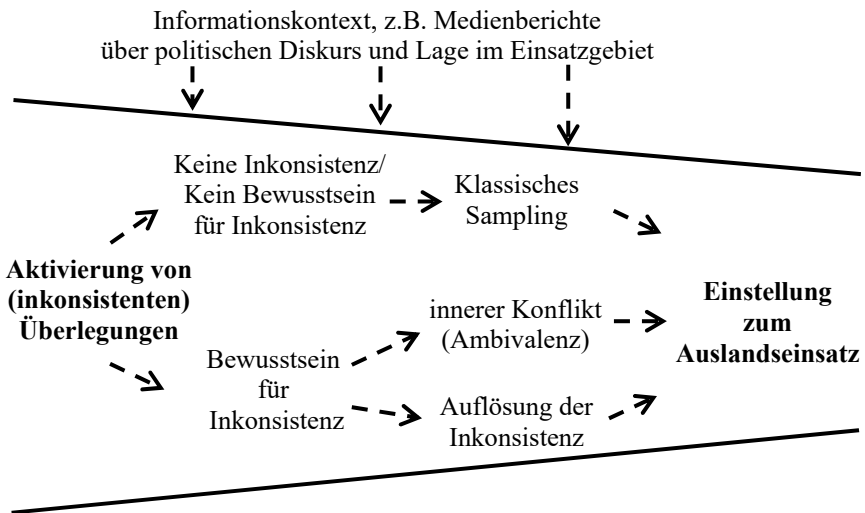 Informationskontext, z.B. Medienberichte
über politischen Diskurs und Lage im Einsatzgebiet
Keine Inkonsistenz/
Kein Bewusstsein
für Inkonsistenz
Klassisches
Sampling
Aktivierung von
(inkonsistenten)
Überlegungen
innerer Konflikt
(Ambivalenz)
Einstellung
zum
Auslandseinsatz
Bewusstsein
für
Inkonsistenz
Auflösung der
Inkonsistenz